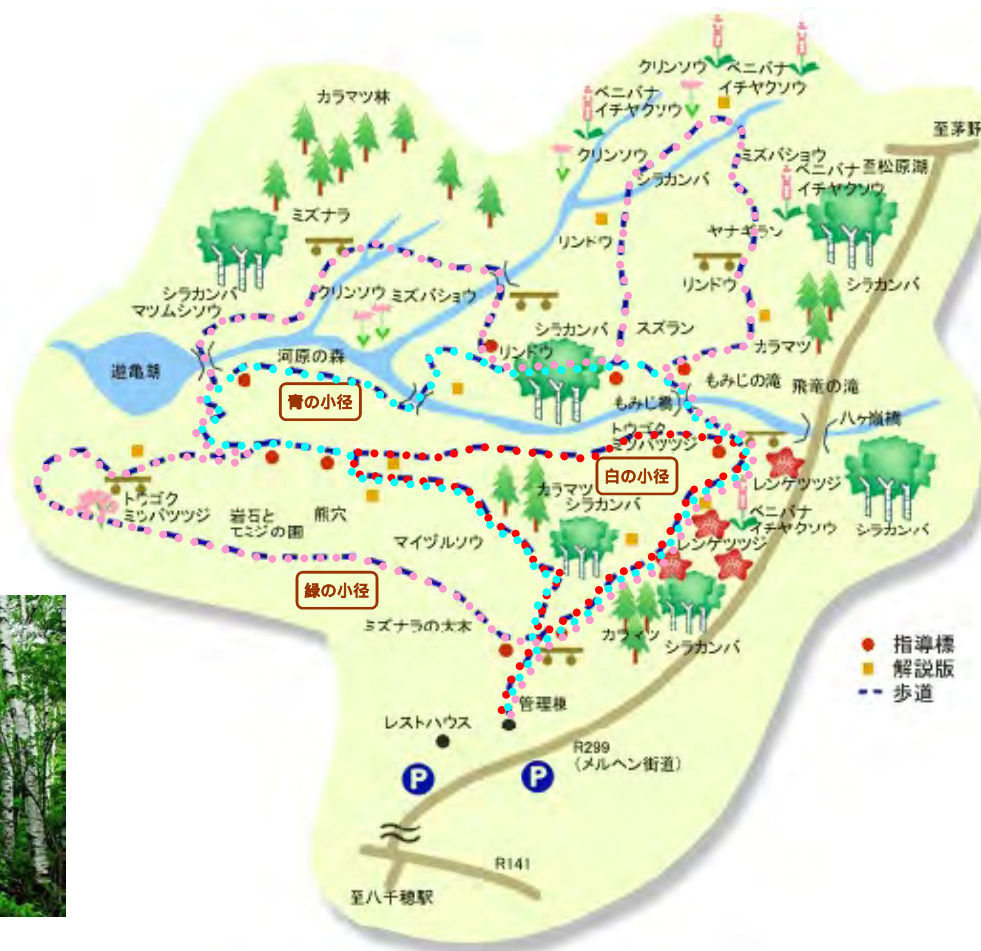 クリンソウ
ベニバナ
イチヤクソウ
カラマツ林
ベニバナ
イチヤクソウ
至茅野
クリンソウ
ミズバショウ
至松原湖
ベニバナ
イチヤクソウ
シラカンバ
ミズナラ
リンドウ
ヤナギラン
シラカンバ
マツムシソウ
クリンソウ
ミズバショウ
リンドウ
シラカンバ
シラカンバ
スズラン
リンドウ
カラマツ
遊亀湖
河原の森
もみじの滝
飛竜の滝
青の小径
もみじ橋
八ヶ嶺橋
トウゴク
ミツバツツジ
白の小径
カラマツ
シラカンバ
レンゲツツジ
トウゴク
ミツバツツジ
岩石と
モミジの園
熊穴
ベニバナ
イチヤクソウ
シラカンバ
マイヅルソウ
レンゲツツジ
緑の小径
ミズナラの大木
シラカンバ
指導標
解説版
歩道
管理棟
レストハウス
R299
(メルヘン街道)
P
P
R141
至八千穂駅